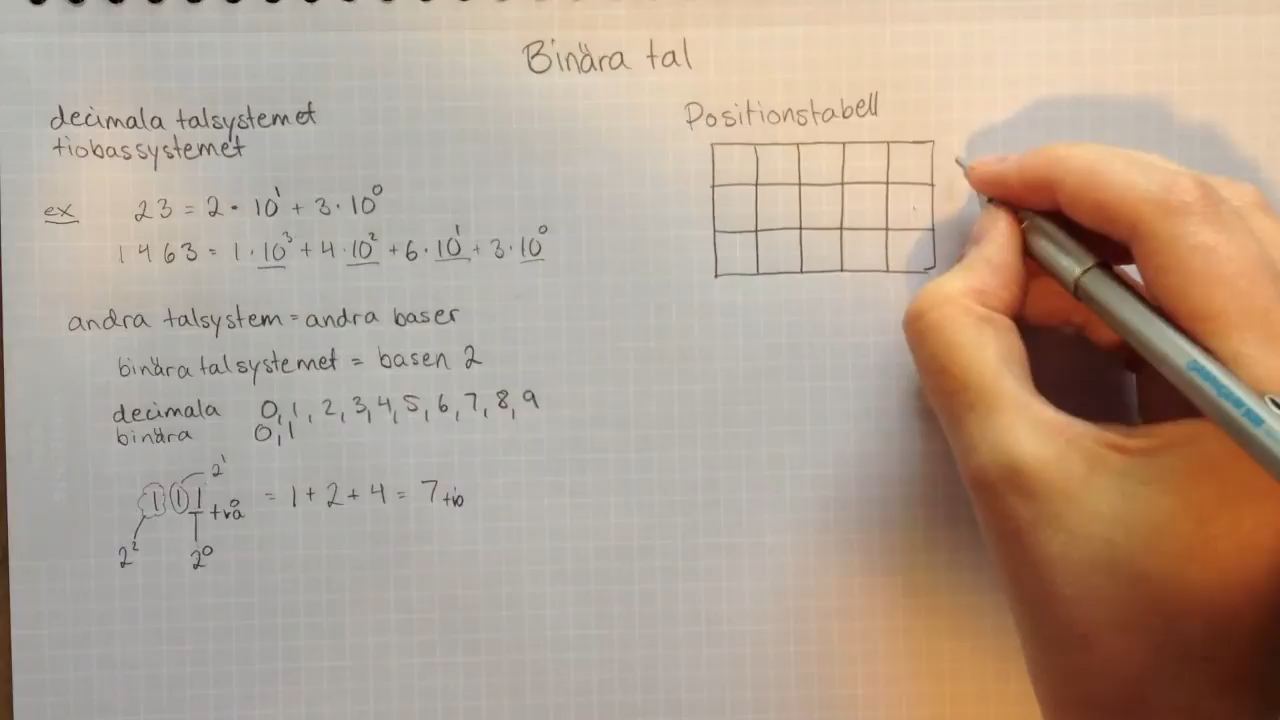 Binära tal
decimala talsystemet
tiobassystemet
ex 23 = 2 · 10¹ + 3 · 10⁰
1463 = 1 · 10³ + 4 · 10² + 6 · 10¹ + 3 · 10⁰
andra talsystem = andra baser
binära talsystemet = basen 2
decimala 0, 1, 2, 3, 4, 5, 6, 7, 8, 9
binära 0, 1
2¹
111 två = 1 + 2 + 4 = 7 tio
2² 2⁰
Positionstabell